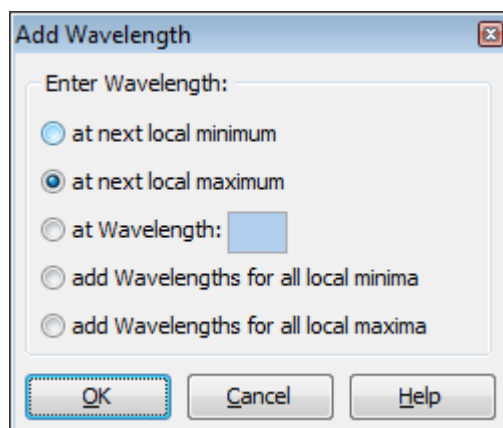 Add Wavelength
Enter Wavelength:
at next local minimum
at next local maximum
at Wavelength:
add Wavelengths for all local minima
add Wavelengths for all local maxima
OK Cancel Help